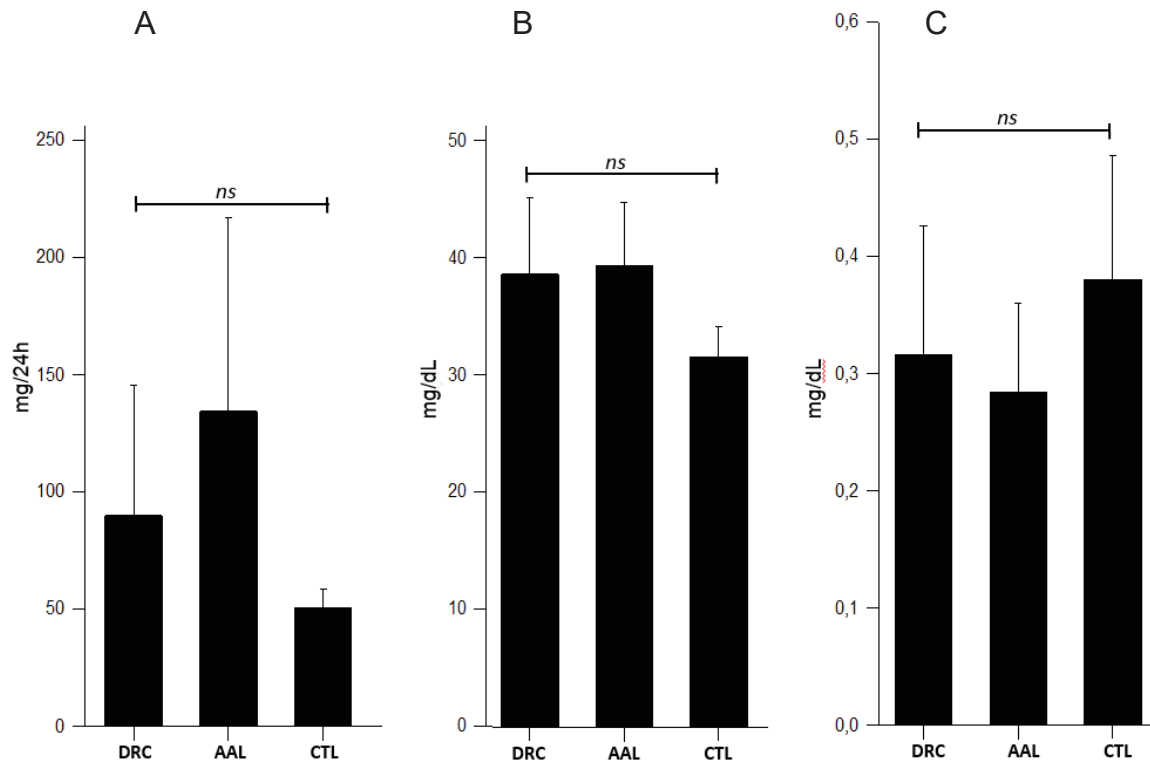 A
250
200
150
100
50
0
mg/24h
ns
DRC AAL CTL
B
50
40
30
20
10
0
mg/dL
ns
DRC AAL CTL
C
0,6
0,5
0,4
0,3
0,2
0,1
0,0
mg/dL
ns
DRC AAL CTL